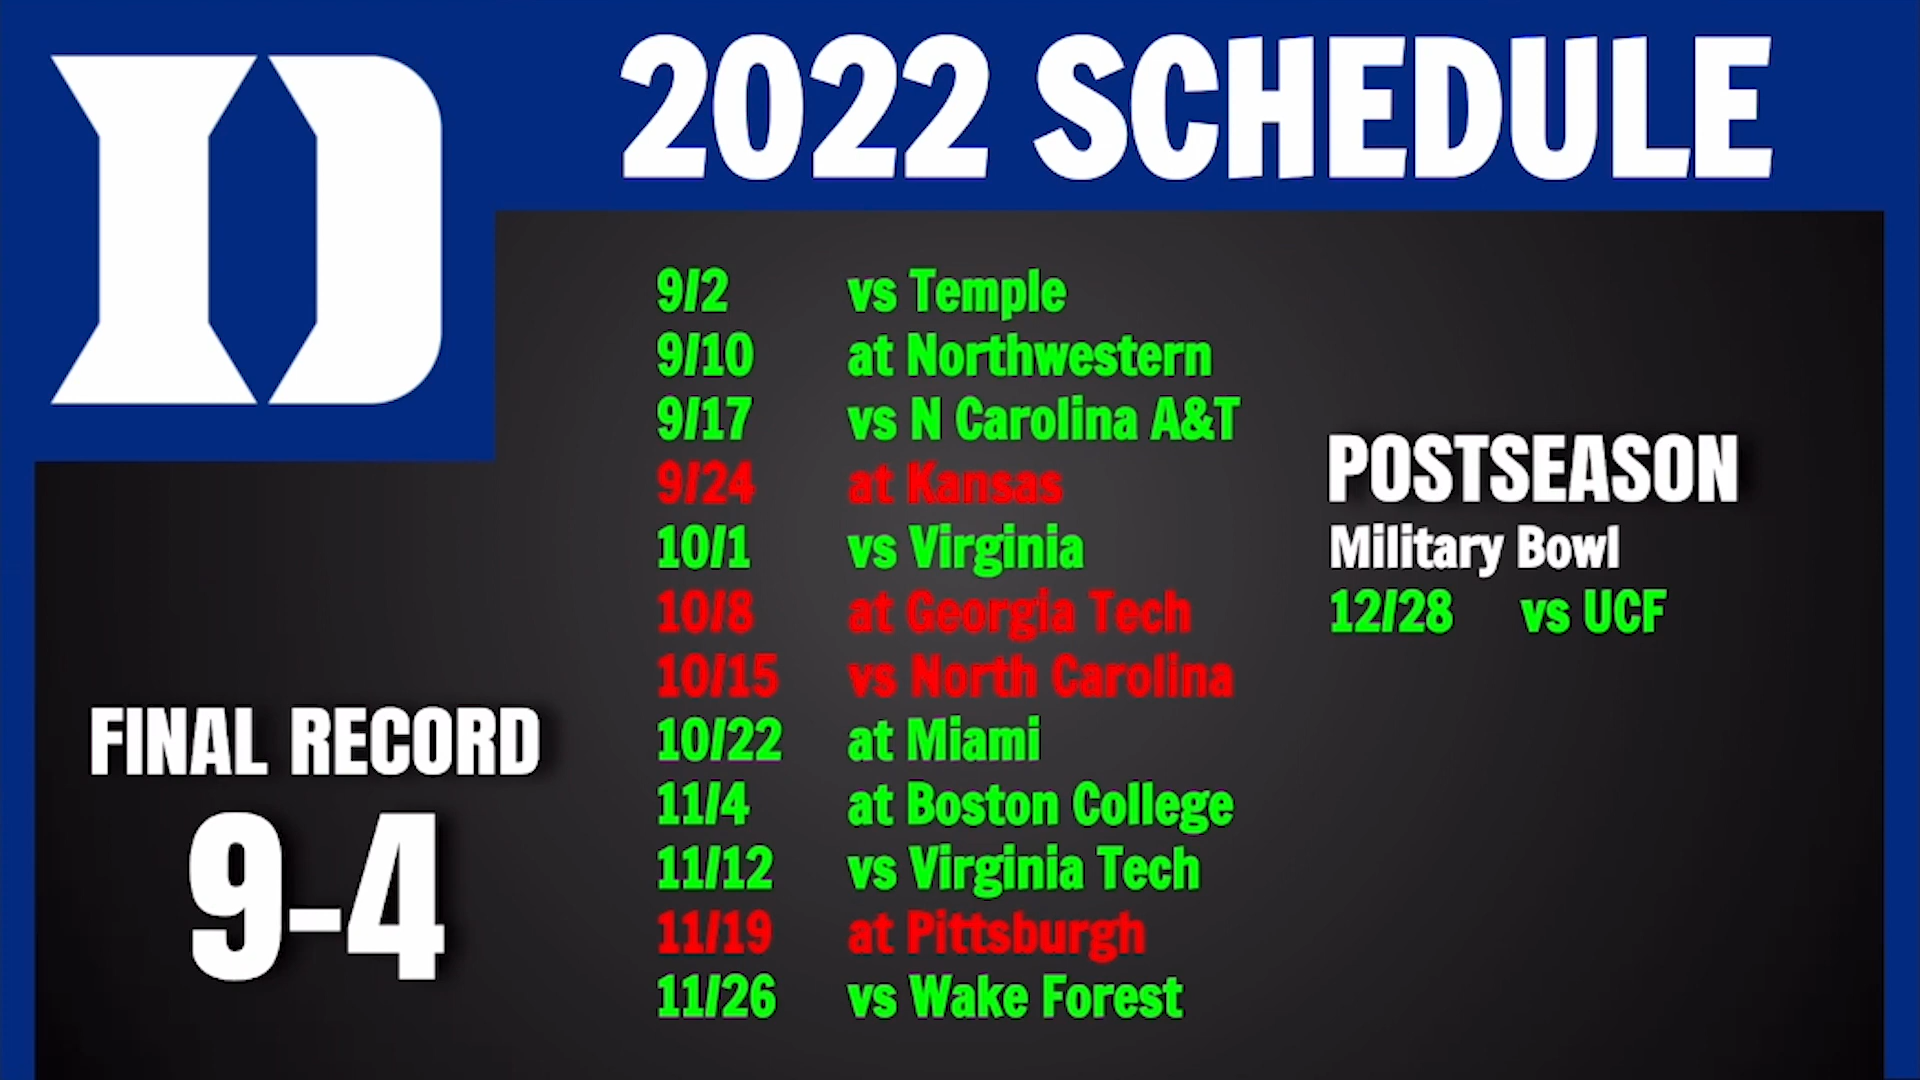 D
2022 SCHEDULE
9/2 vs Temple
9/10 at Northwestern
9/17 vs N Carolina A&T
9/24 at Kansas
10/1 vs Virginia
10/8 at Georgia Tech
10/15 vs North Carolina
10/22 at Miami
11/4 at Boston College
11/12 vs Virginia Tech
11/19 at Pittsburgh
11/26 vs Wake Forest
POSTSEASON
Military Bowl
12/28 vs UCF
FINAL RECORD
9-4